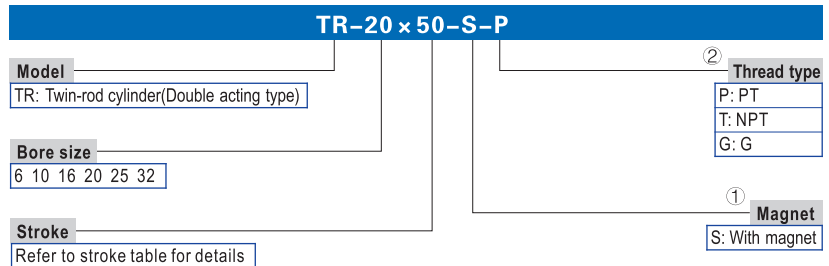 TR-20×50-S-P
Model
TR: Twin-rod cylinder(Double acting type)
Bore size
6 10 16 20 25 32
Stroke
Refer to stroke table for details
②
Thread type
P: PT
T: NPT
G: G
①
Magnet
S: With magnet